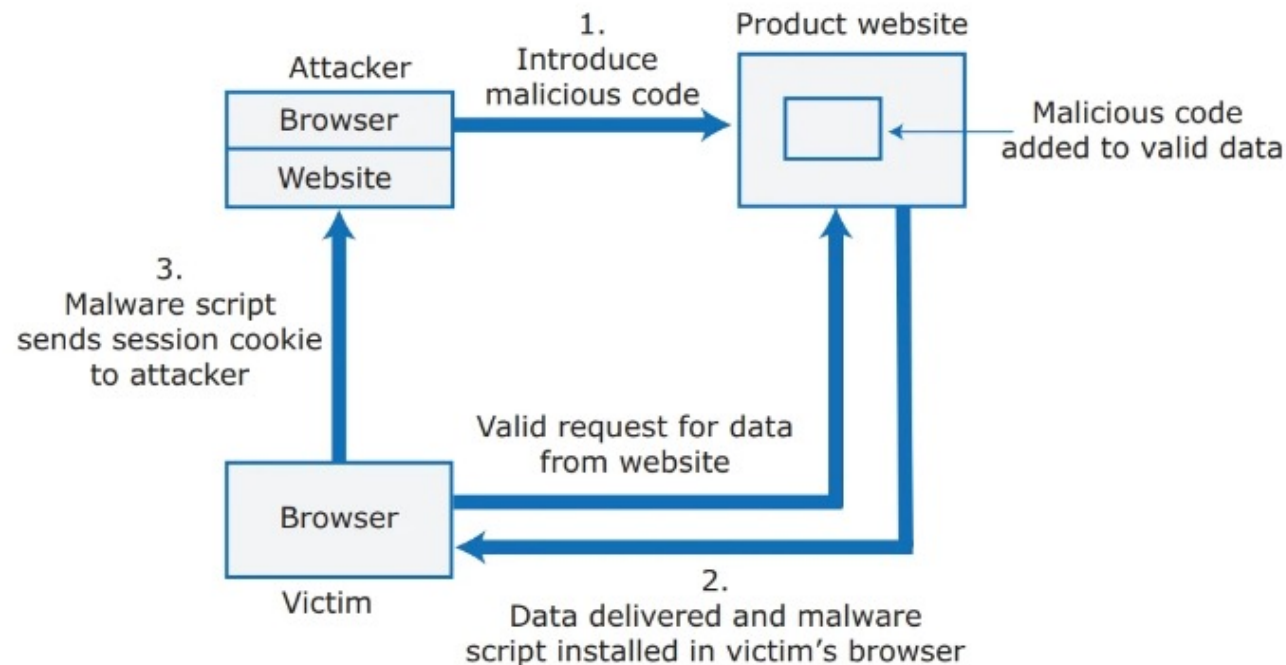 1.
Introduce
malicious code
Product website
Attacker
Browser
Website
Malicious code
added to valid data
3.
Malware script
sends session cookie
to attacker
Valid request for data
from website
Browser
Victim
2.
Data delivered and malware
script installed in victim’s browser